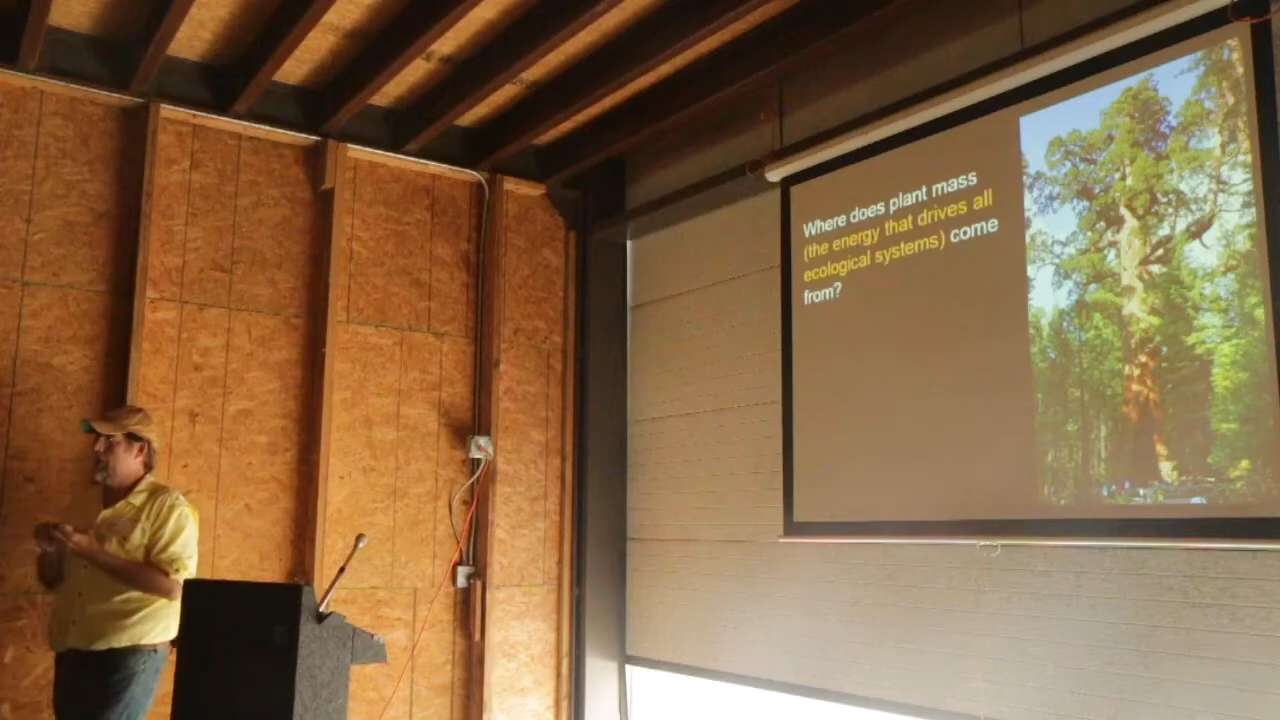 Where does plant mass
(the energy that drives all
ecological systems) come
from?